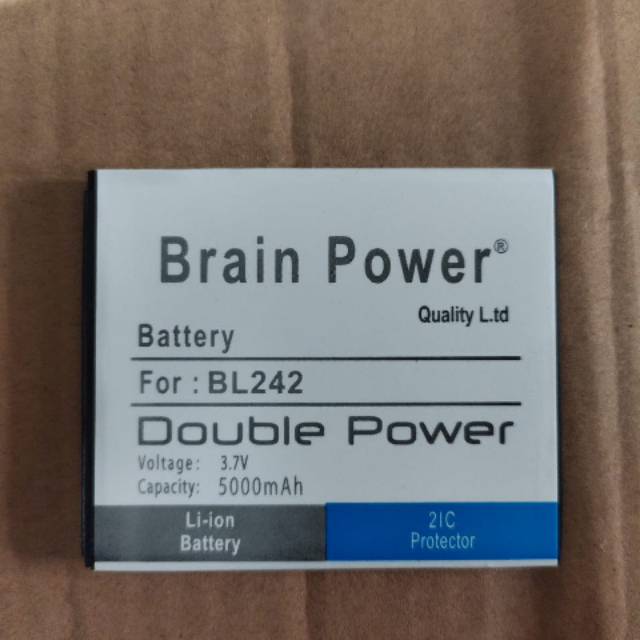 Brain Power®
Quality L.td
Battery
For : BL242
Double Power
Voltage: 3.7V
Capacity: 5000mAh
Li-ion
Battery
2IC
Protector